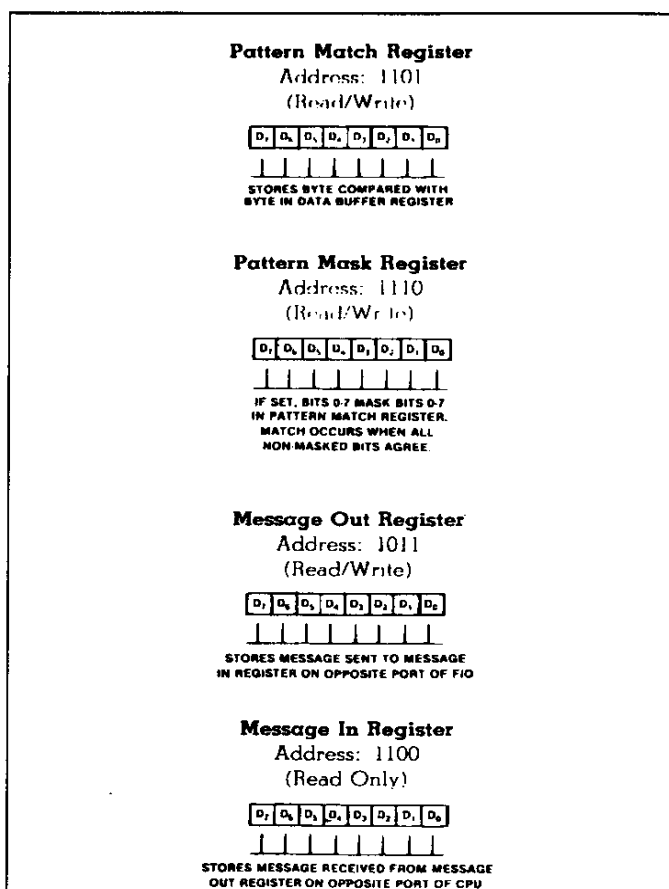 Pattern Match Register
Address: 1101
(Read/Write)
D₇ D₆ D₅ D₄ D₃ D₂ D₁ D₀
STORES BYTE COMPARED WITH
BYTE IN DATA BUFFER REGISTER
Pattern Mask Register
Address: 1110
(Read/Write)
D₇ D₆ D₅ D₄ D₃ D₂ D₁ D₀
IF SET, BITS 0-7 MASK BITS 0-7
IN PATTERN MATCH REGISTER.
MATCH OCCURS WHEN ALL
NON-MASKED BITS AGREE.
Message Out Register
Address: 1011
(Read/Write)
D₇ D₆ D₅ D₄ D₃ D₂ D₁ D₀
STORES MESSAGE SENT TO MESSAGE
IN REGISTER ON OPPOSITE PORT OF FIO
Message In Register
Address: 1100
(Read Only)
D₇ D₆ D₅ D₄ D₃ D₂ D₁ D₀
STORES MESSAGE RECEIVED FROM MESSAGE
OUT REGISTER ON OPPOSITE PORT OF CPU